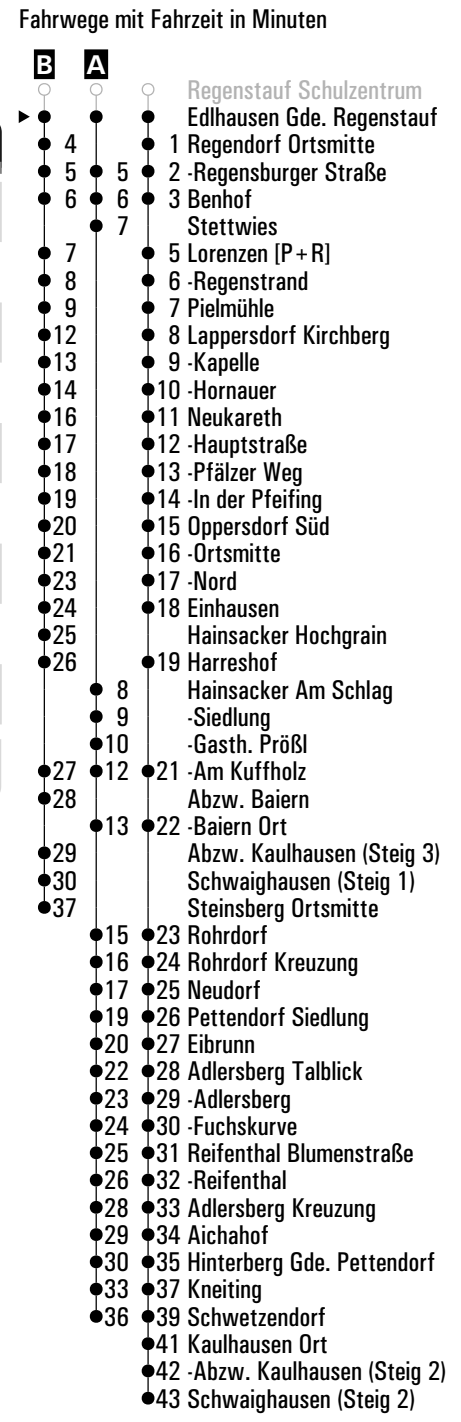 Fahrwege mit Fahrzeit in Minuten
B A
Regenstauf Schulzentrum
Edlhausen Gde. Regenstauf
4 1 Regendorf Ortsmitte
5 5 2 -Regensburger Straße
6 6 3 Benhof
7 Stettwies
7 5 Lorenzen [P+R]
8 6 -Regenstrand
9 7 Pielmühle
12 8 Lappersdorf Kirchberg
13 9 -Kapelle
14 10 -Hornauer
16 11 Neukareth
17 12 -Hauptstraße
18 13 -Pfälzer Weg
19 14 -In der Pfeifing
20 15 Oppersdorf Süd
21 16 -Ortsmitte
23 17 -Nord
24 18 Einhausen
25 Hainsacker Hochgrain
26 19 Harreshof
8 Hainsacker Am Schlag
9 -Siedlung
10 -Gasth. Prößl
27 12 21 -Am Kuffholz
28 Abzw. Baiern
13 22 -Baiern Ort
29 Abzw. Kaulhausen (Steig 3)
30 Schwaighausen (Steig 1)
37 Steinsberg Ortsmitte
15 23 Rohrdorf
16 24 Rohrdorf Kreuzung
17 25 Neudorf
19 26 Pettendorf Siedlung
20 27 Eibrunn
22 28 Adlersberg Talblick
23 29 -Adlersberg
24 30 -Fuchskurve
25 31 Reifenthal Blumenstraße
26 32 -Reifenthal
28 33 Adlersberg Kreuzung
29 34 Aichahof
30 35 Hinterberg Gde. Pettendorf
33 37 Kneiting
36 39 Schwetzendorf
41 Kaulhausen Ort
42 -Abzw. Kaulhausen (Steig 2)
43 Schwaighausen (Steig 2)